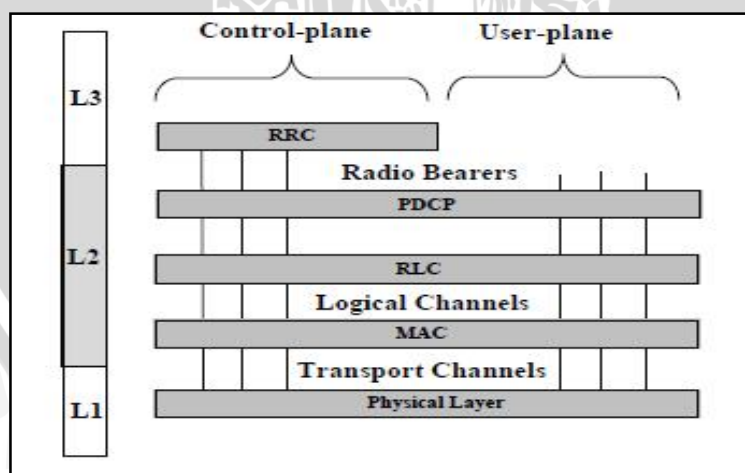 Control-plane User-plane
L3
RRC
Radio Bearers
PDCP
L2
RLC
Logical Channels
MAC
Transport Channels
L1
Physical Layer